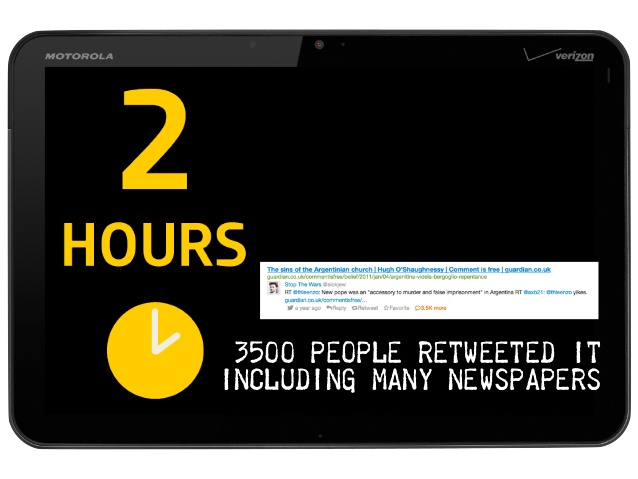 MOTOROLA
verizon
2
HOURS
The sins of the Argentinian church | Hugh O'Shaughnessy | Comment is free | guardian.co.uk
guardian.co.uk/commentisfree/belief/2011/jan/04/argentina-videla-bergoglio-repentance
Stop The Wars @sickjew
RT @thleenzo: New pope was an "accessory to murder and false imprisonment" in Argentina RT @axb21: @thleenzo yikes.
guardian.co.uk/commentisfree/…
a year ago Reply Retweet Favorite 3.5K more
3500 PEOPLE RETWEETED IT
INCLUDING MANY NEWSPAPERS